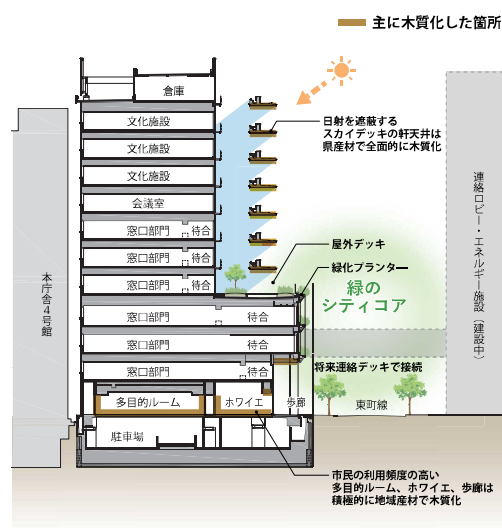 主に木質化した箇所
倉庫
文化施設
文化施設
文化施設
会議室
窓口部門 待合
窓口部門 待合
窓口部門 待合
窓口部門 待合
窓口部門 待合
窓口部門 待合
多目的ルーム ホワイエ 歩廊
駐車場
本庁舎4号館
日射を遮蔽する
スカイデッキの軒天井は
県産材で全面的に木質化
屋外デッキ
緑化プランター
緑の
シティコア
将来連絡デッキで接続
東町線
連絡ロビー・エネルギー施設（建設中）
市民の利用頻度の高い
多目的ルーム、ホワイエ、歩廊は
積極的に地域産材で木質化